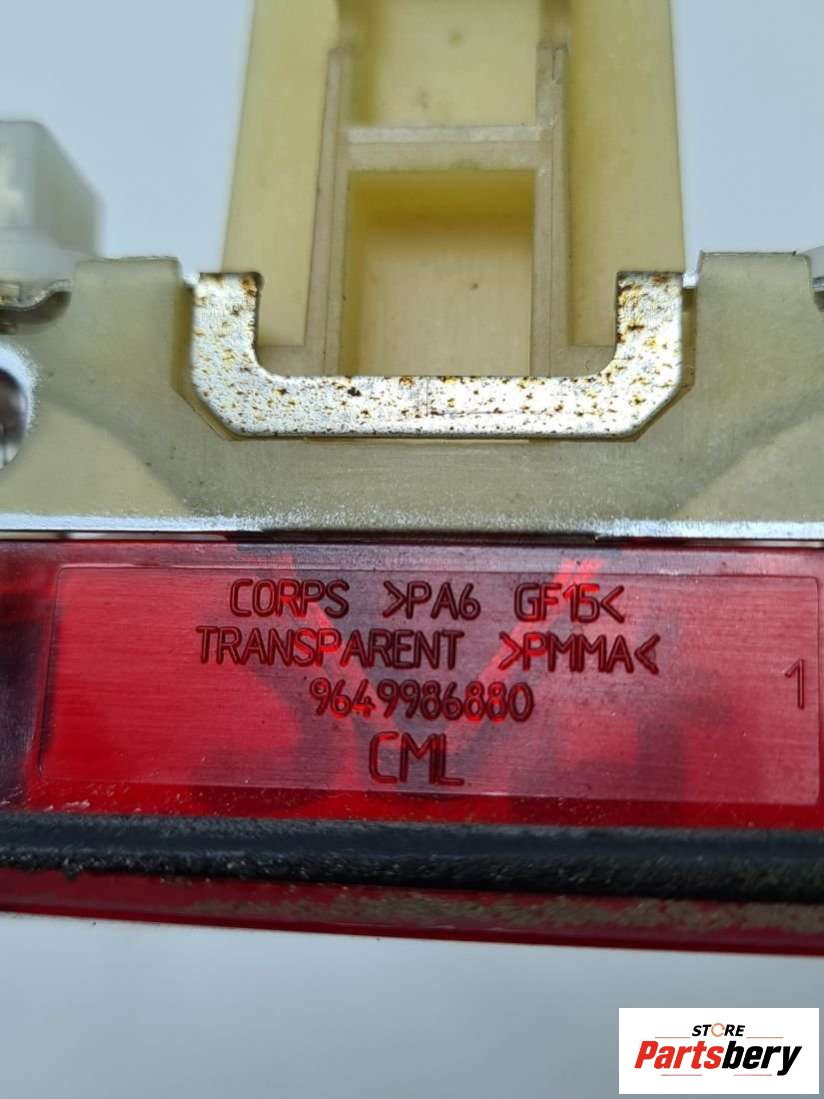 CORPS >PA6 GF15<
TRANSPARENT >PMMA<
9649986880
1
CML
STORE
Partsbery